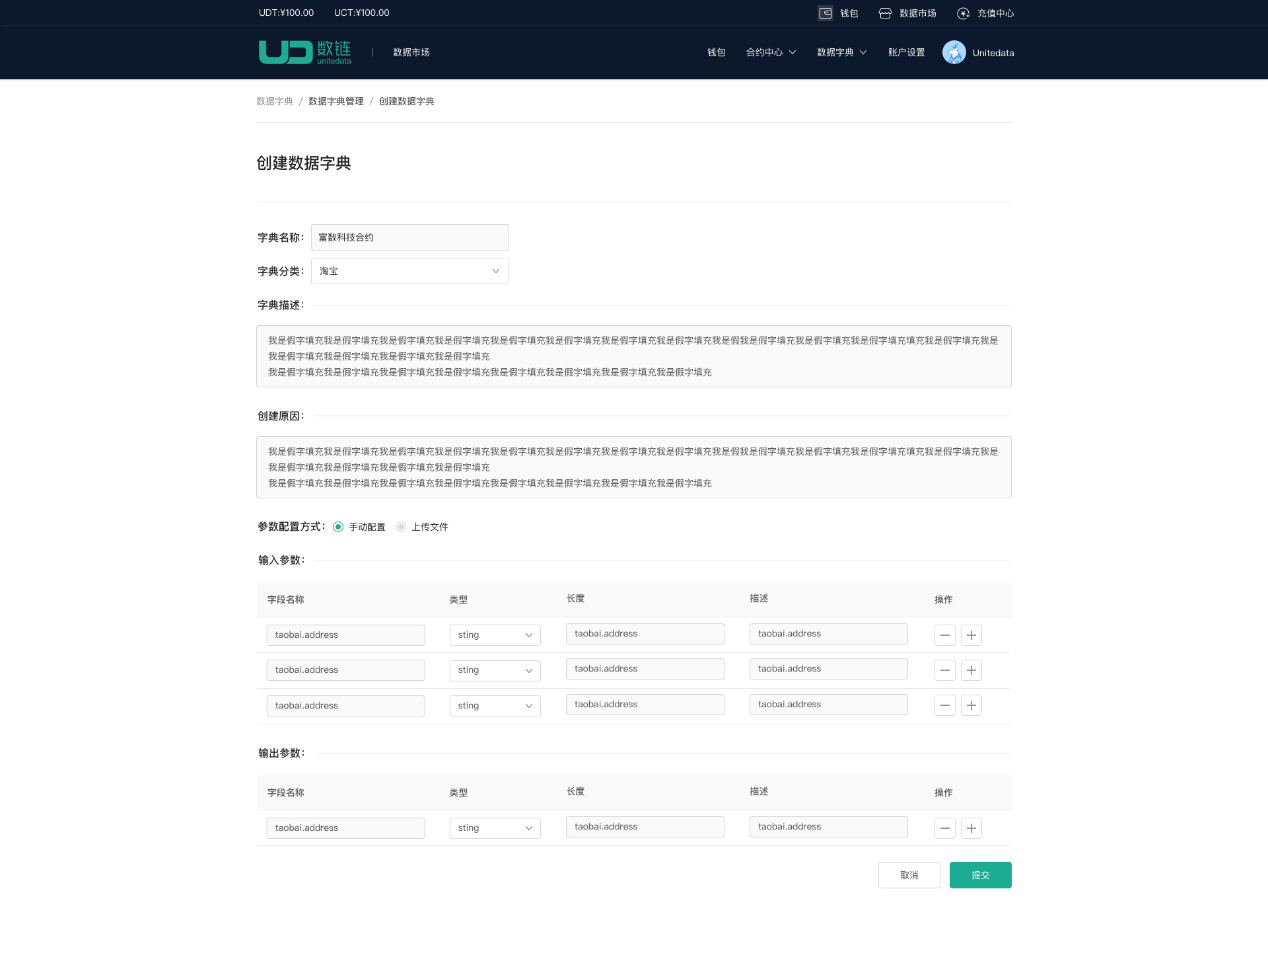 UDT:¥100.00 UCT:¥100.00 钱包 数据市场 充值中心
UD 数链 unitedata | 数据市场 钱包 合约中心 数据字典 账户设置 Unitedata
数据字典 / 数据字典管理 / 创建数据字典
创建数据字典
字典名称： 富数科技合约
字典分类： 淘宝
字典描述：
我是假字填充我是假字填充我是假字填充我是假字填充我是假字填充我是假字填充我是假字填充我是假字填充我是假我是假字填充我是假字填充我是假字填充填充我是假字填充我是
我是假字填充我是假字填充我是假字填充我是假字填充
我是假字填充我是假字填充我是假字填充我是假字填充我是假字填充我是假字填充我是假字填充我是假字填充
创建原因：
我是假字填充我是假字填充我是假字填充我是假字填充我是假字填充我是假字填充我是假字填充我是假字填充我是假我是假字填充我是假字填充我是假字填充填充我是假字填充我是
我是假字填充我是假字填充我是假字填充我是假字填充
我是假字填充我是假字填充我是假字填充我是假字填充我是假字填充我是假字填充我是假字填充我是假字填充
参数配置方式： 手动配置 上传文件
输入参数：
字段名称 类型 长度 描述 操作
taobai.address sting taobai.address taobai.address
taobai.address sting taobai.address taobai.address
taobai.address sting taobai.address taobai.address
输出参数：
字段名称 类型 长度 描述 操作
taobai.address sting taobai.address taobai.address
取消 提交